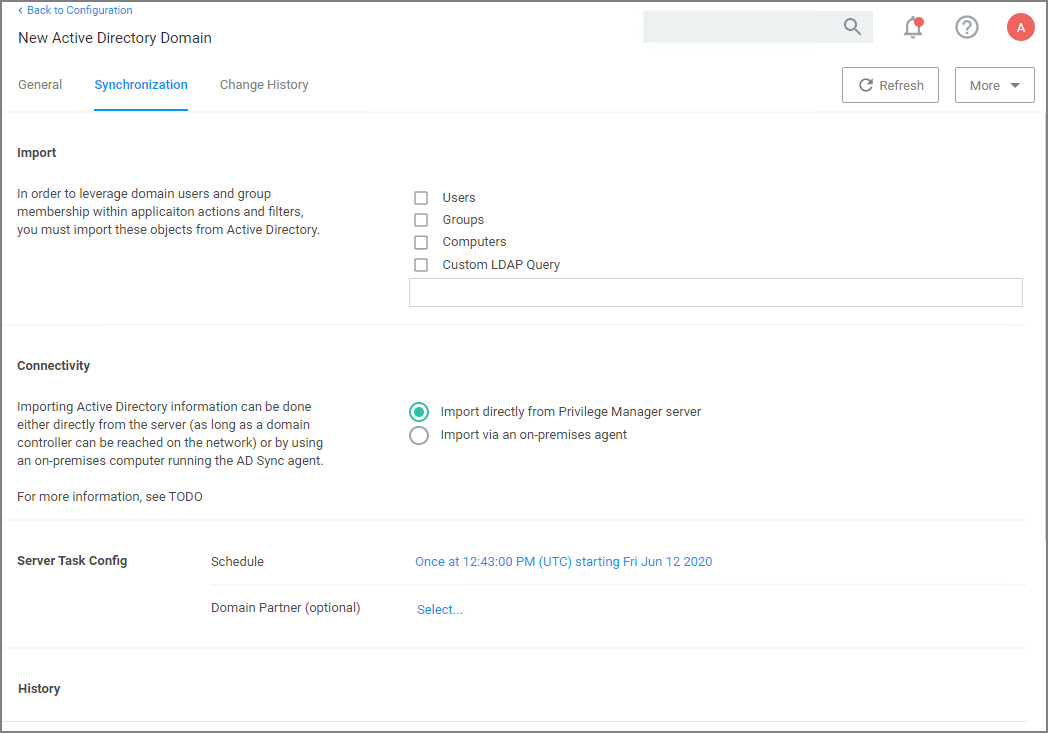 Back to Configuration
New Active Directory Domain
A
General
Synchronization
Change History
Refresh
More
Import
In order to leverage domain users and group
membership within applicaiton actions and filters,
you must import these objects from Active Directory.
Users
Groups
Computers
Custom LDAP Query
Connectivity
Importing Active Directory information can be done
either directly from the server (as long as a domain
controller can be reached on the network) or by using
an on-premises computer running the AD Sync agent.
For more information, see TODO
Import directly from Privilege Manager server
Import via an on-premises agent
Server Task Config
Schedule
Once at 12:43:00 PM (UTC) starting Fri Jun 12 2020
Domain Partner (optional)
Select...
History